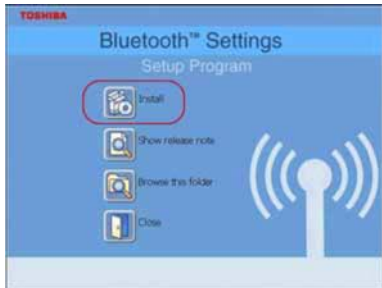 TOSHIBA
Bluetooth™ Settings
Setup Program
Install
Show release note
Browse this folder
Close